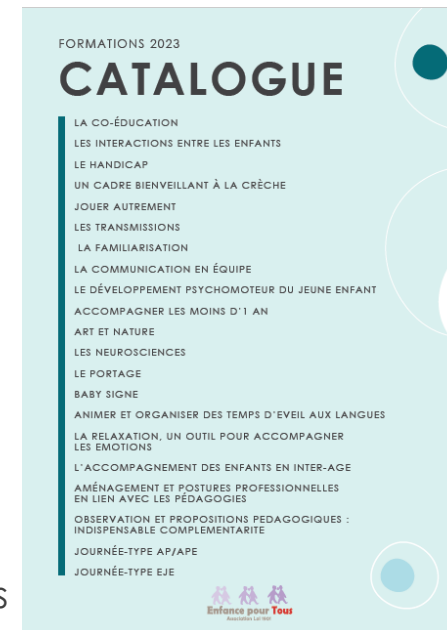 FORMATIONS 2023
CATALOGUE
LA CO-ÉDUCATION
LES INTERACTIONS ENTRE LES ENFANTS
LE HANDICAP
UN CADRE BIENVEILLANT À LA CRÈCHE
JOUER AUTREMENT
LES TRANSMISSIONS
LA FAMILIARISATION
LA COMMUNICATION EN ÉQUIPE
LE DÉVELOPPEMENT PSYCHOMOTEUR DU JEUNE ENFANT
ACCOMPAGNER LES MOINS D'1 AN
ART ET NATURE
LES NEUROSCIENCES
LE PORTAGE
BABY SIGNE
ANIMER ET ORGANISER DES TEMPS D'EVEIL AUX LANGUES
LA RELAXATION, UN OUTIL POUR ACCOMPAGNER
LES EMOTIONS
L'ACCOMPAGNEMENT DES ENFANTS EN INTER-AGE
AMÉNAGEMENT ET POSTURES PROFESSIONNELLES
EN LIEN AVEC LES PÉDAGOGIES
OBSERVATION ET PROPOSITIONS PEDAGOGIQUES :
INDISPENSABLE COMPLEMENTARITE
JOURNÉE-TYPE AP/APE
JOURNÉE-TYPE EJE
S
Enfance pour Tous
Association Loi 1901